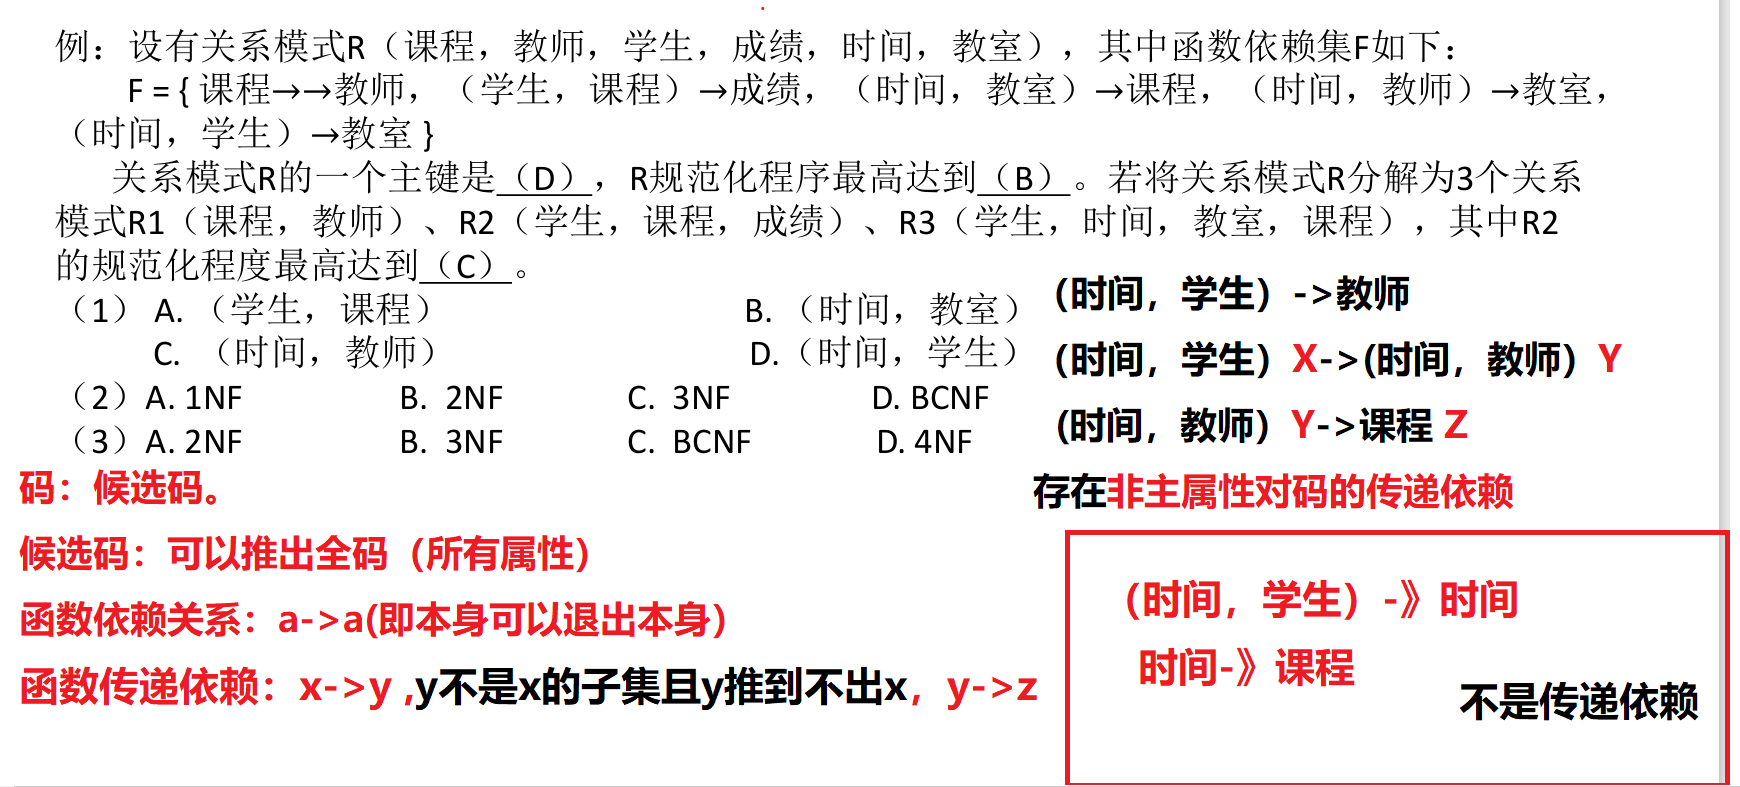 例：设有关系模式R（课程，教师，学生，成绩，时间，教室），其中函数依赖集F如下：
F = { 课程→→教师，（学生，课程）→成绩，（时间，教室）→课程，（时间，教师）→教室，
（时间，学生）→教室 }
关系模式R的一个主键是（D），R规范化程序最高达到（B）。若将关系模式R分解为3个关系
模式R1（课程，教师）、R2（学生，课程，成绩）、R3（学生，时间，教室，课程），其中R2
的规范化程度最高达到（C）。
（1） A. （学生，课程） B. （时间，教室）
C. （时间，教师） D.（时间，学生）
（2）A. 1NF B. 2NF C. 3NF D. BCNF
（3）A. 2NF B. 3NF C. BCNF D. 4NF
（时间，学生）->教师
（时间，学生）X->(时间，教师）Y
(时间，教师）Y->课程 Z
存在非主属性对码的传递依赖
码：候选码。
候选码：可以推出全码（所有属性）
函数依赖关系：a->a(即本身可以退出本身）
函数传递依赖：x->y ,y不是x的子集且y推到不出x，y->z
（时间，学生）-》时间
时间-》课程
不是传递依赖